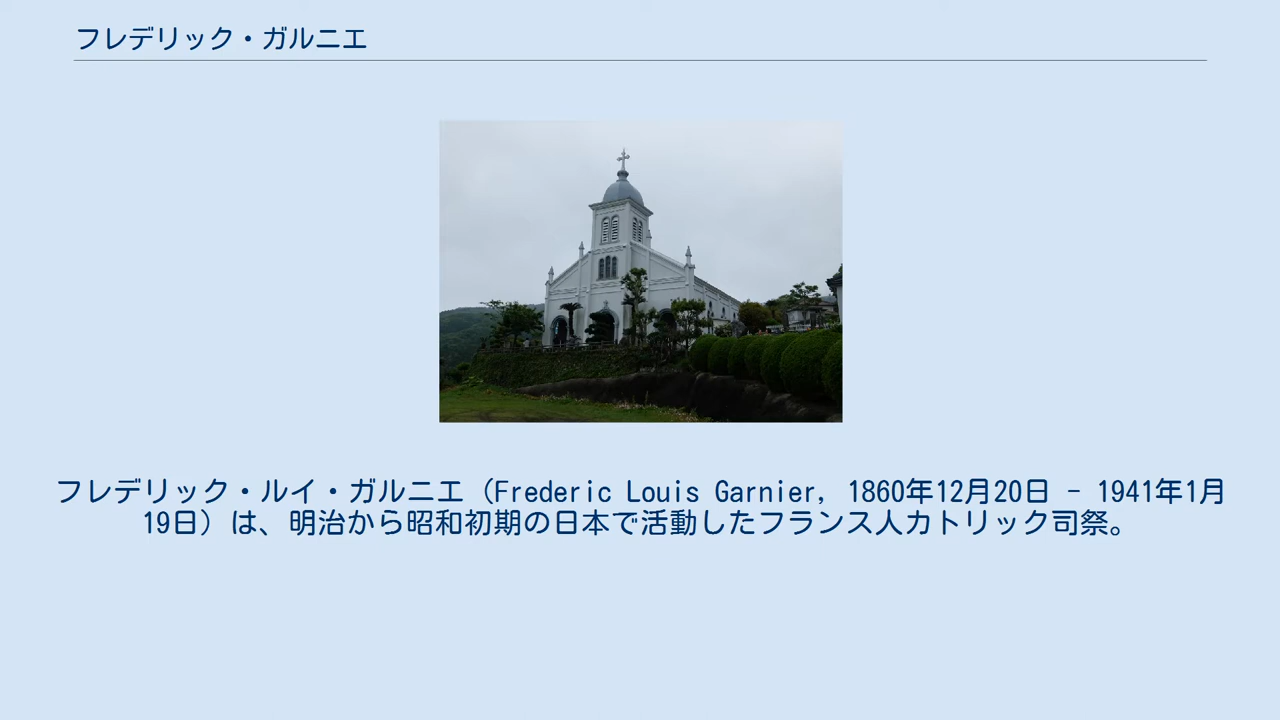 フレデリック・ガルニエ
フレデリック・ルイ・ガルニエ（Frederic Louis Garnier, 1860年12月20日 - 1941年1月
19日）は、明治から昭和初期の日本で活動したフランス人カトリック司祭。